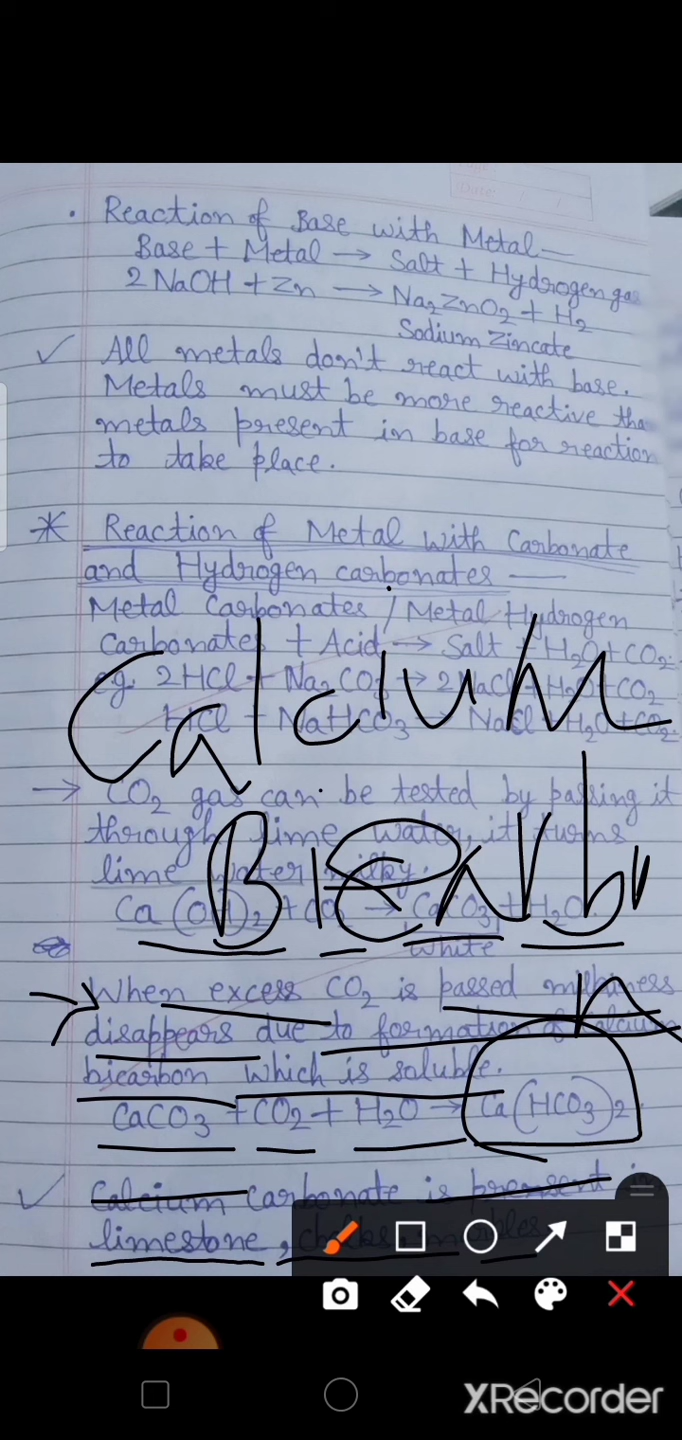 Date:
. Reaction of Base with Metal —
Base + Metal → Salt + Hydrogen gas
2 NaOH + Zn → Na2ZnO2 + H2
Sodium Zincate
✓ All metals don't react with base.
Metals must be more reactive tha
metals present in base for reaction
to take place.
* Reaction of Metal with Carbonate
and Hydrogen carbonates —
Metal Carbonates / Metal Hydrogen
Carbonates + Acid → Salt + H2O + CO2.
eg. 2HCl + Na2CO3 → 2NaCl + H2O + CO2
HCl + NaHCO3 → NaCl + H2O + CO2.
Calcium
→ CO2 gas can be tested by passing it
through lime water, it turns
lime water milky.
Ca(OH)2 + CO2 → CaCO3 + H2O.
White
When excess CO2 is passed milkiness
disappears due to formation of Calcium
bicarbon which is soluble.
CaCO3 + CO2 + H2O → Ca(HCO3)2.
✓ Calcium Carbonate is present in
limestone, chalks, marbles
XRecorder